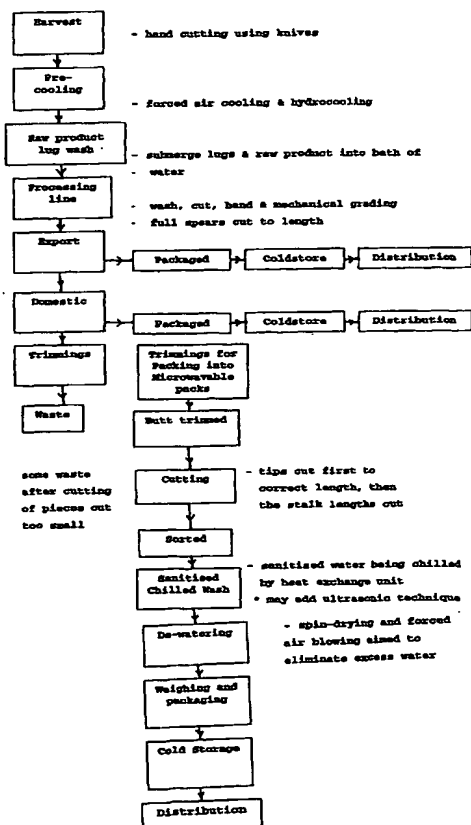 Harvest
- hand cutting using knives
Pre-
cooling
- forced air cooling & hydrocooling
Raw product
lug wash
- submerge lugs & raw product into bath of
- water
Processing
line
- wash, cut, hand & mechanical grading
- full spears cut to length
Export
Packaged
Coldstore
Distribution
Domestic
Packaged
Coldstore
Distribution
Trimmings
Waste
Trimmings for
Packing into
Microwavable
packs
Butt trimmed
some waste
after cutting
of pieces cut
too small
Cutting
- tips cut first to
correct length, then
the stalk lengths cut
Sorted
Sanitised
Chilled Wash
- sanitised water being chilled
by heat exchange unit
* may add ultrasonic technique
De-watering
- spin-drying and forced
air blowing aimed to
eliminate excess water
Weighing and
packaging
Cold Storage
Distribution